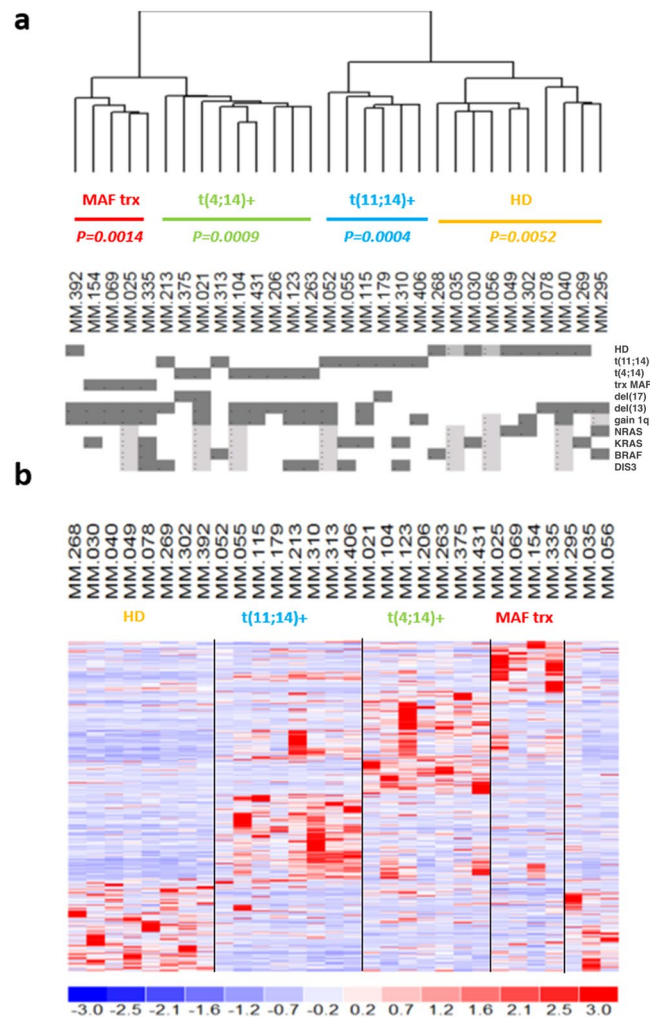 a
MAF trx t(4;14)+ t(11;14)+ HD
P=0.0014 P=0.0009 P=0.0004 P=0.0052
MM.392 MM.154 MM.069 MM.025 MM.335 MM.213 MM.375 MM.021 MM.313 MM.104 MM.431 MM.206 MM.123 MM.263 MM.052 MM.055 MM.115 MM.179 MM.310 MM.406 MM.268 MM.035 MM.030 MM.056 MM.049 MM.302 MM.078 MM.040 MM.269 MM.295
HD
t(11;14)
t(4;14)
trx MAF
del(17)
del(13)
gain 1q
NRAS
KRAS
BRAF
DIS3
b
MM.268 MM.030 MM.040 MM.049 MM.078 MM.269 MM.302 MM.392 MM.052 MM.055 MM.115 MM.179 MM.213 MM.310 MM.313 MM.406 MM.021 MM.104 MM.123 MM.206 MM.263 MM.375 MM.431 MM.025 MM.069 MM.154 MM.335 MM.295 MM.035 MM.056
HD t(11;14)+ t(4;14)+ MAF trx
-3.0 -2.5 -2.1 -1.6 -1.2 -0.7 -0.2 0.2 0.7 1.2 1.6 2.1 2.5 3.0